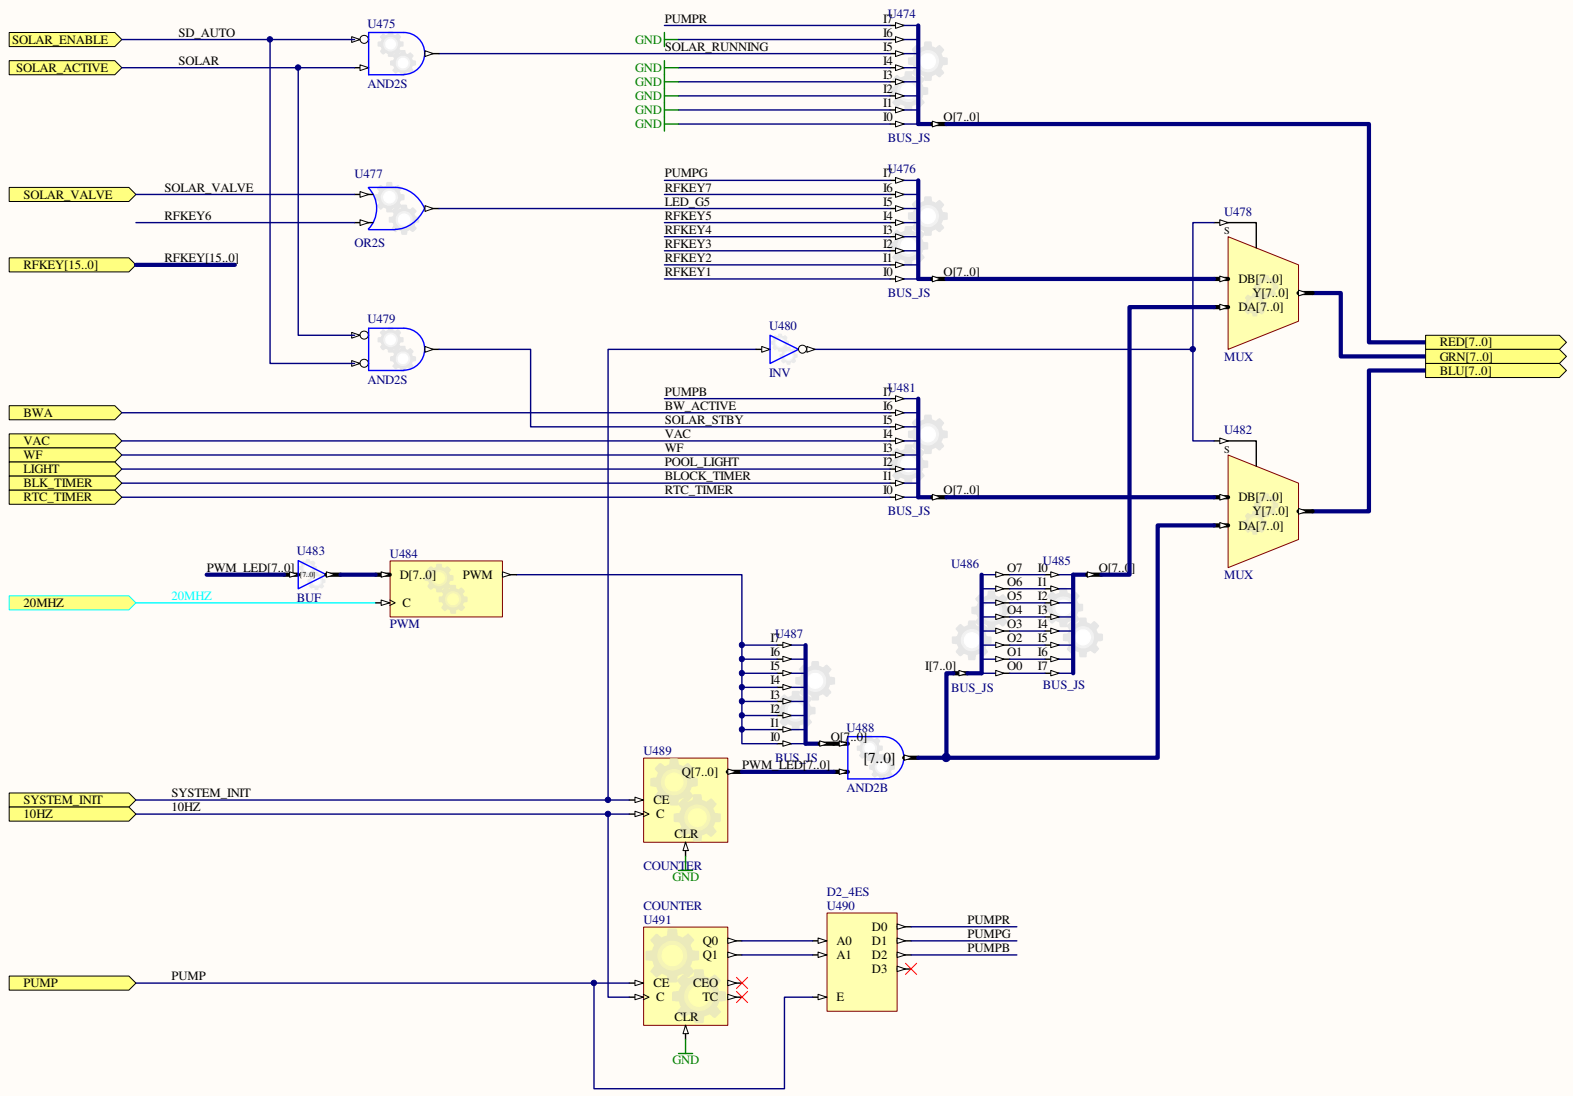 SOLAR_ENABLE
SD_AUTO
SOLAR_ACTIVE
SOLAR
U475
AND2S
PUMPR
GND
SOLAR_RUNNING
GND
GND
GND
GND
GND
U474
I7
I6
I5
I4
I3
I2
I1
I0
O[7..0]
BUS_JS
SOLAR_VALVE
SOLAR_VALVE
RFKEY6
RFKEY[15..0]
RFKEY[15..0]
U477
OR2S
PUMPG
RFKEY7
LED_G5
RFKEY5
RFKEY4
RFKEY3
RFKEY2
RFKEY1
U476
I7
I6
I5
I4
I3
I2
I1
I0
O[7..0]
BUS_JS
U478
S
DB[7..0]
Y[7..0]
DA[7..0]
MUX
U479
AND2S
U480
INV
RED[7..0]
GRN[7..0]
BLU[7..0]
BWA
VAC
WF
LIGHT
BLK_TIMER
RTC_TIMER
PUMPB
BW_ACTIVE
SOLAR_STBY
VAC
WF
POOL_LIGHT
BLOCK_TIMER
RTC_TIMER
U481
I7
I6
I5
I4
I3
I2
I1
I0
O[7..0]
BUS_JS
U482
S
DB[7..0]
Y[7..0]
DA[7..0]
MUX
PWM_LED[7..0]
U483
[7..0]
BUF
20MHZ
20MHZ
U484
D[7..0]
PWM
C
PWM
U486
O7
O6
O5
O4
O3
O2
O1
O0
I[7..0]
BUS_JS
U485
I0
I1
I2
I3
I4
I5
I6
I7
O[7..0]
BUS_JS
U487
I7
I6
I5
I4
I3
I2
I1
I0
O[7..0]
BUS_JS
U488
[7..0]
AND2B
PWM_LED[7..0]
U489
Q[7..0]
CE
C
CLR
COUNTER
GND
SYSTEM_INIT
SYSTEM_INIT
10HZ
10HZ
COUNTER
U491
Q0
Q1
CE
CEO
C
TC
CLR
GND
PUMP
PUMP
D2_4ES
U490
D0
A0
D1
A1
D2
D3
E
PUMPR
PUMPG
PUMPB